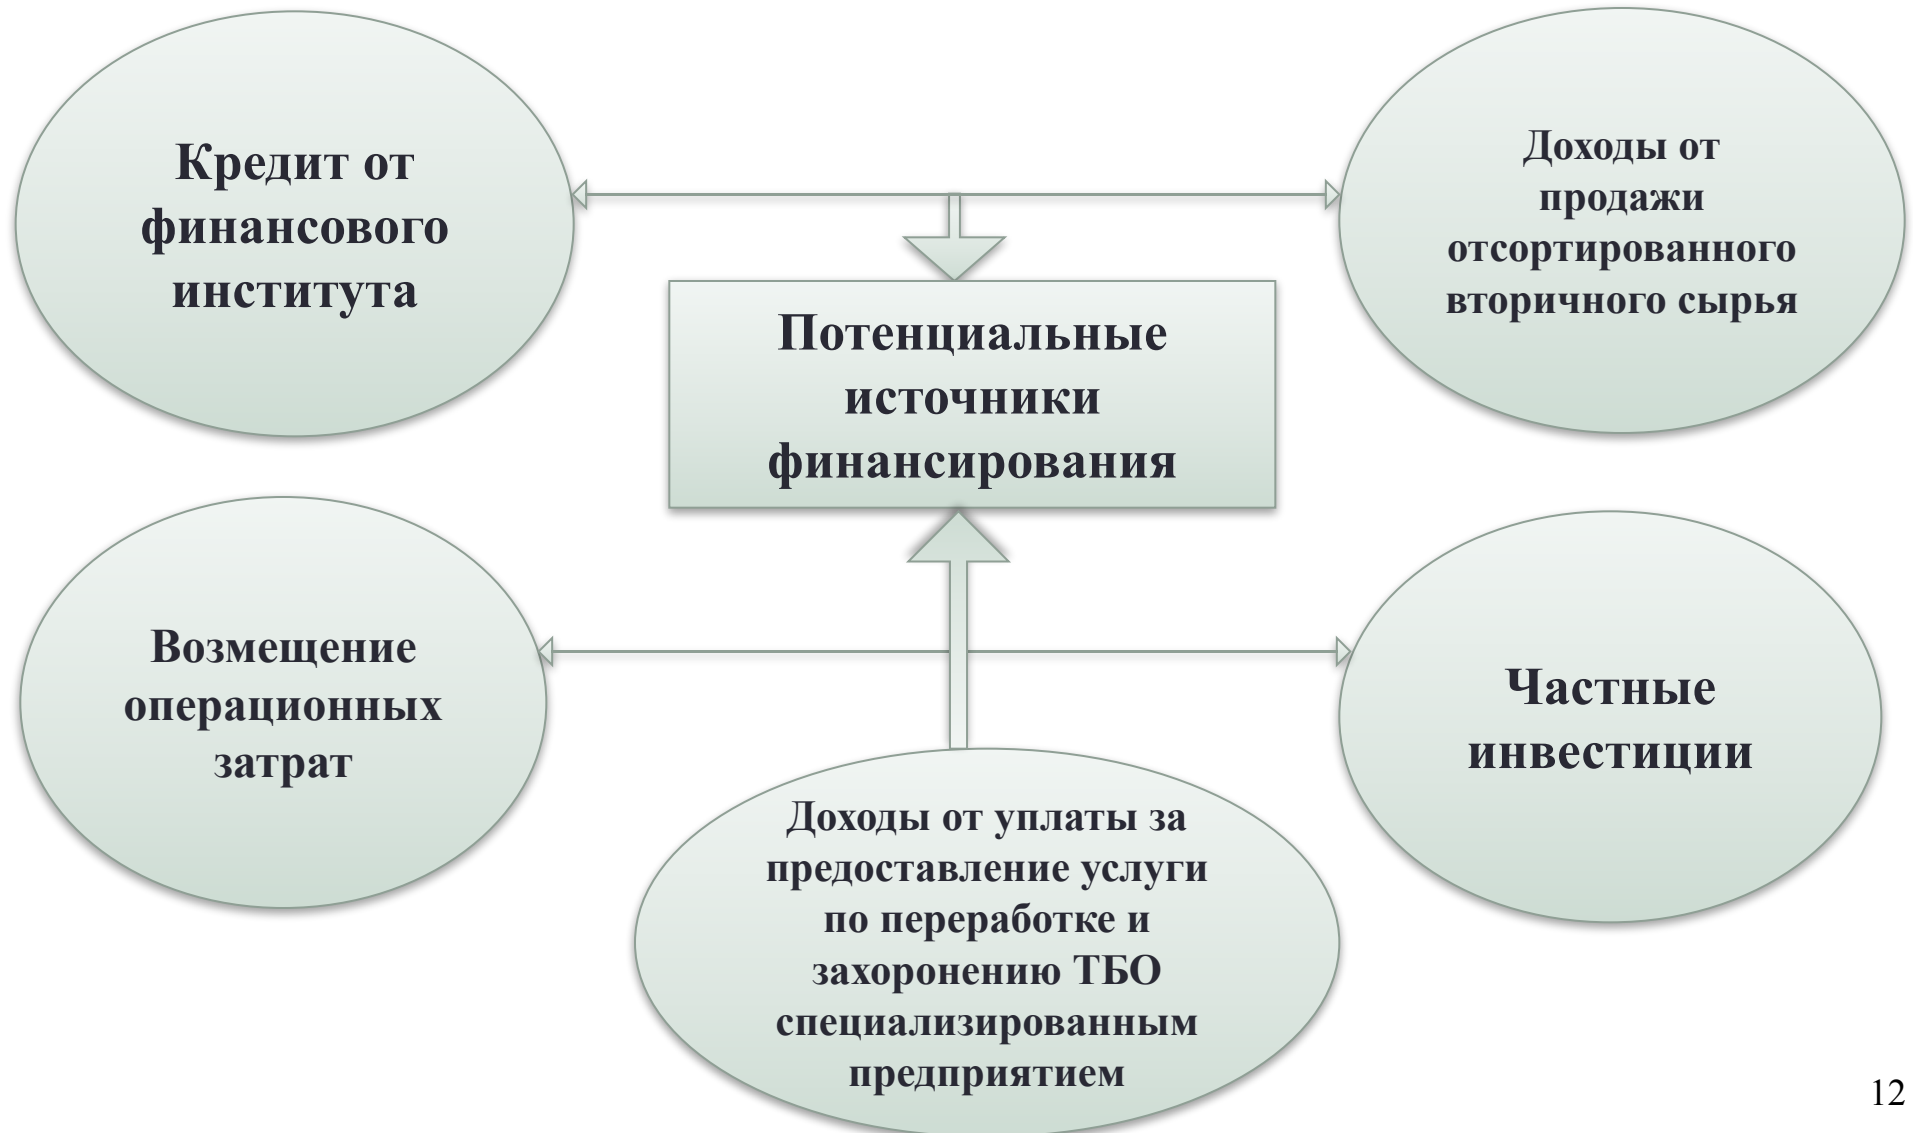 Кредит от
финансового
института
Доходы от
продажи
отсортированного
вторичного сырья
Потенциальные
источники
финансирования
Возмещение
операционных
затрат
Частные
инвестиции
Доходы от уплаты за
предоставление услуги
по переработке и
захоронению ТБО
специализированным
предприятием
12